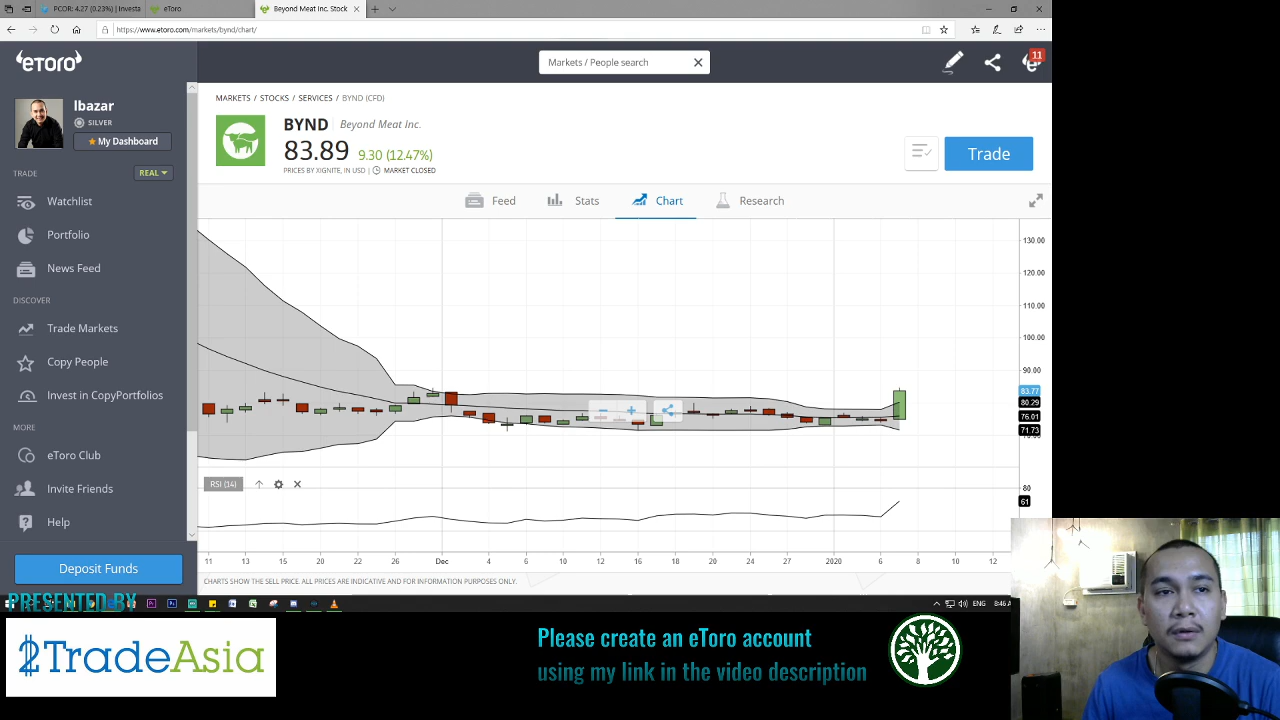 PCOR: 4.27 (0.23%) | Investa
eToro
Beyond Meat Inc. Stock
https://www.etoro.com/markets/bynd/chart/
eToro
Markets / People search
11
lbazar
SILVER
My Dashboard
TRADE
REAL
Watchlist
Portfolio
News Feed
DISCOVER
Trade Markets
Copy People
Invest in CopyPortfolios
MORE
eToro Club
Invite Friends
Help
Deposit Funds
MARKETS / STOCKS / SERVICES / BYND (CFD)
BYND
Beyond Meat Inc.
83.89 9.30 (12.47%)
PRICES BY XIGNITE, IN USD | MARKET CLOSED
Trade
Feed
Stats
Chart
Research
130.00
120.00
110.00
100.00
90.00
83.77
80.29
76.01
71.73
RSI (14)
80
61
11 13 15 18 20 22 26 Dec 4 6 10 12 16 18 20 24 27 2020 6 8 10 12
CHARTS SHOW THE SELL PRICE. ALL PRICES ARE INDICATIVE AND FOR INFORMATION PURPOSES ONLY.
ENG
PRESENTED BY
2TradeAsia
Please create an eToro account
using my link in the video description